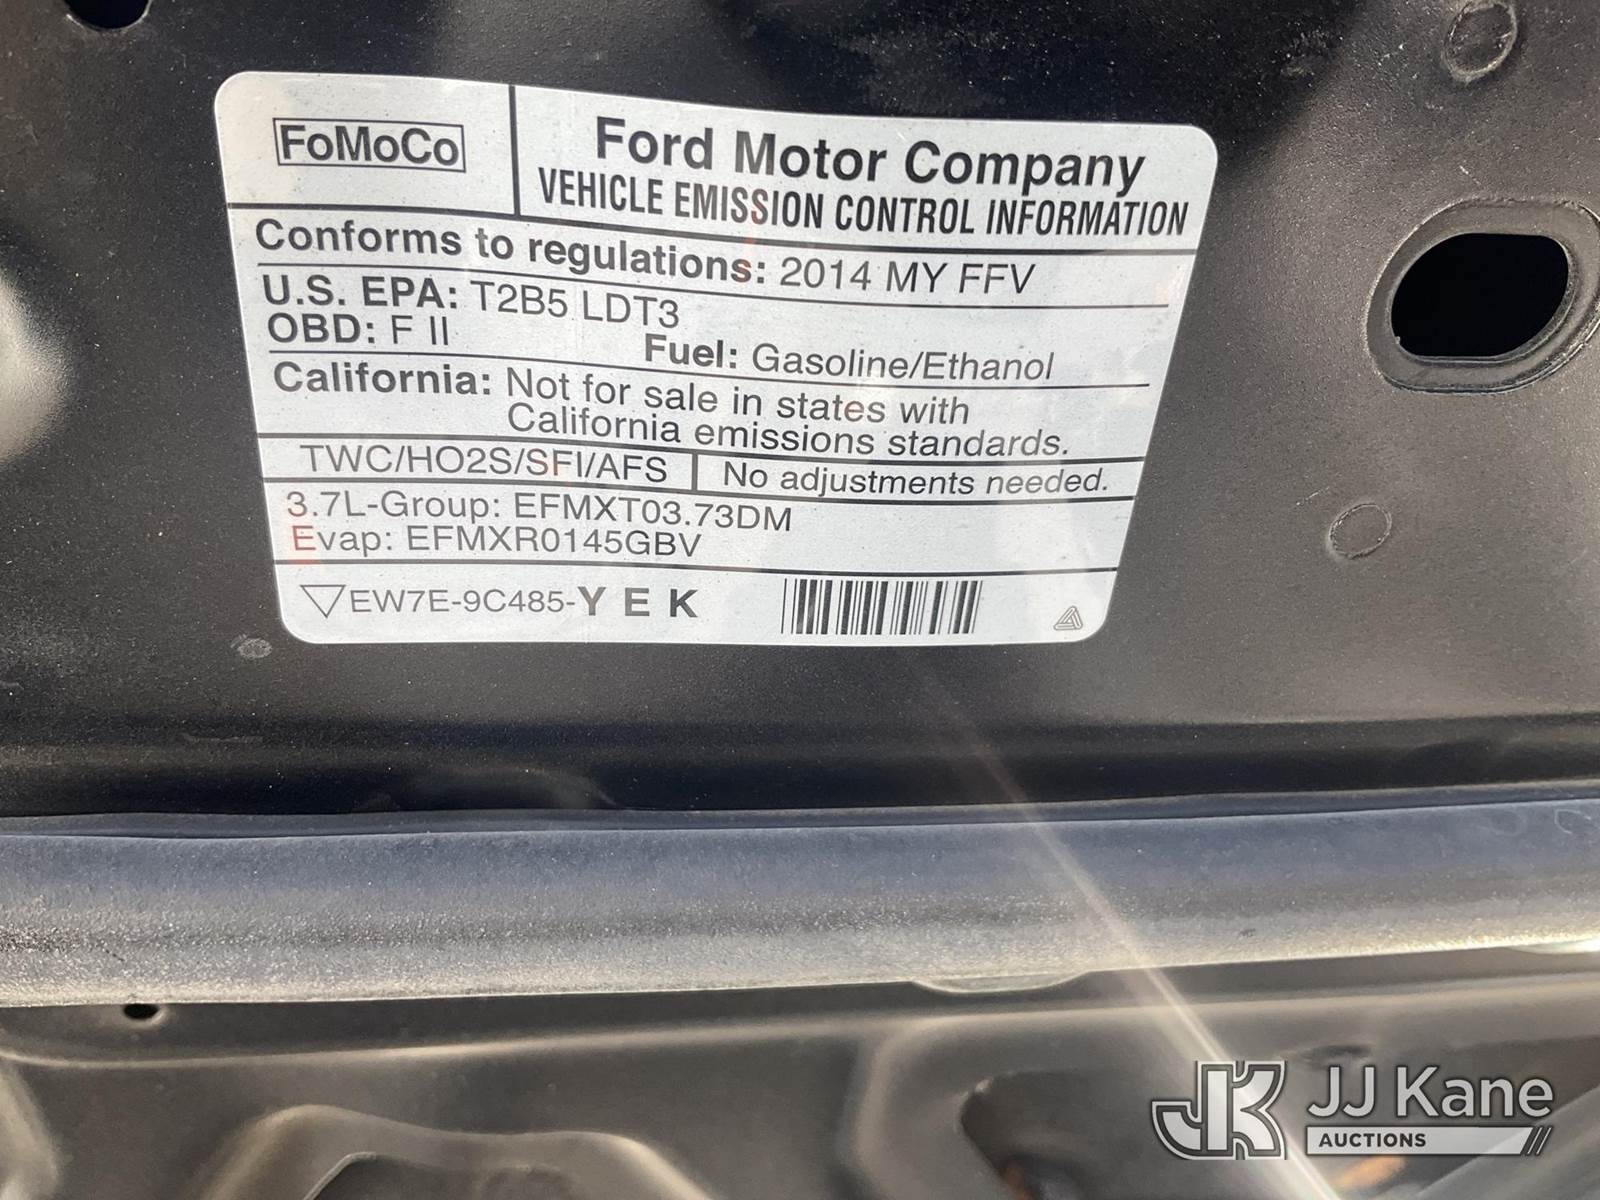 FoMoCo
Ford Motor Company
VEHICLE EMISSION CONTROL INFORMATION
Conforms to regulations: 2014 MY FFV
U.S. EPA: T2B5 LDT3
OBD: F II Fuel: Gasoline/Ethanol
California: Not for sale in states with
California emissions standards.
TWC/HO2S/SFI/AFS No adjustments needed.
3.7L-Group: EFMXT03.73DM
Evap: EFMXR0145GBV
EW7E-9C485-Y E K
JK JJ Kane
AUCTIONS